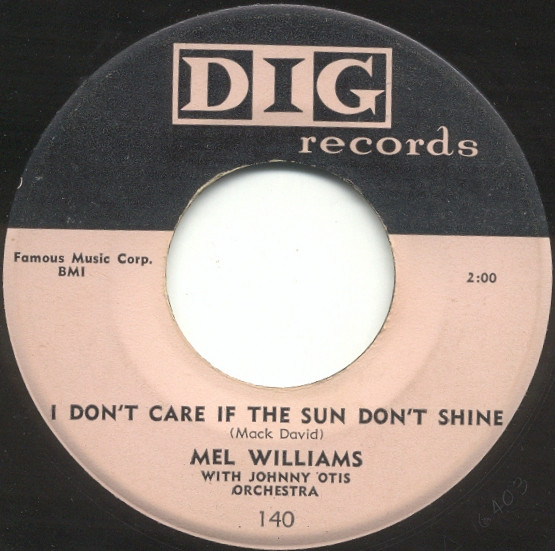 DIG
records
Famous Music Corp.
BMI
2:00
I DON'T CARE IF THE SUN DON'T SHINE
(Mack David)
MEL WILLIAMS
WITH JOHNNY OTIS
ORCHESTRA
140